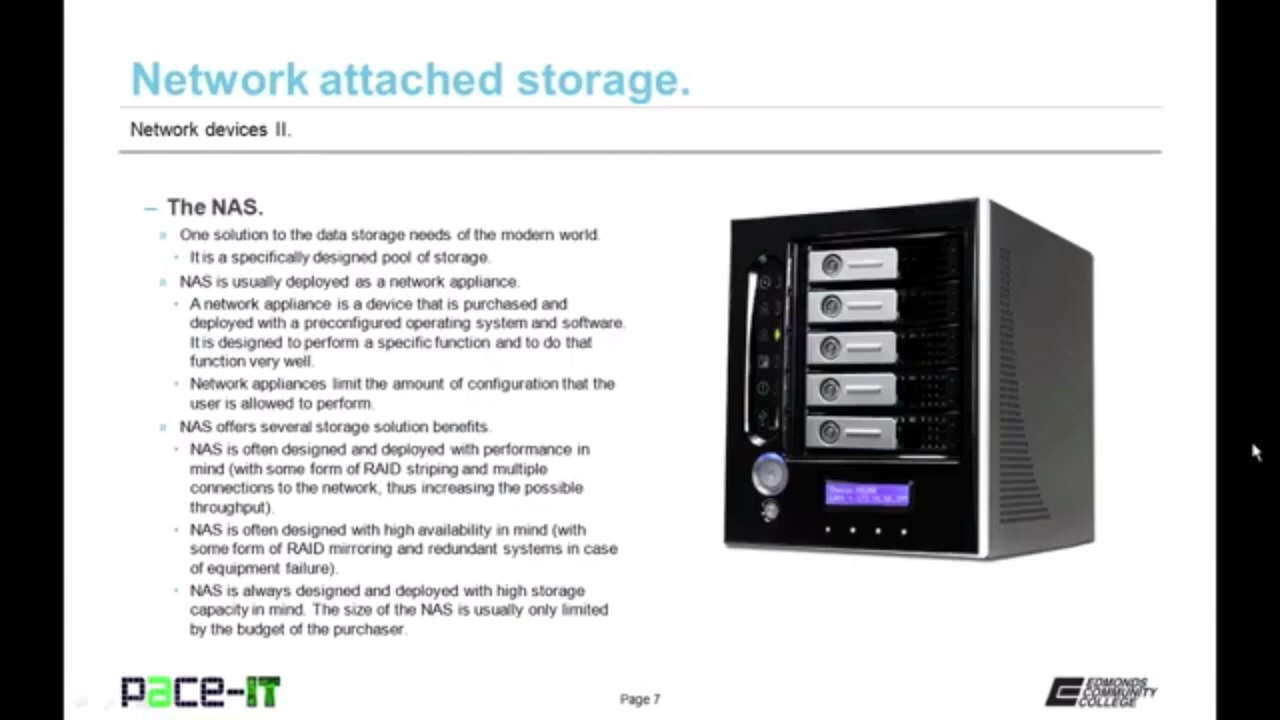 Network attached storage.
Network devices II.
– The NAS.
» One solution to the data storage needs of the modern world.
• It is a specifically designed pool of storage.
» NAS is usually deployed as a network appliance.
• A network appliance is a device that is purchased and
deployed with a preconfigured operating system and software.
It is designed to perform a specific function and to do that
function very well.
• Network appliances limit the amount of configuration that the
user is allowed to perform.
» NAS offers several storage solution benefits.
• NAS is often designed and deployed with performance in
mind (with some form of RAID striping and multiple
connections to the network, thus increasing the possible
throughput).
• NAS is often designed with high availability in mind (with
some form of RAID mirroring and redundant systems in case
of equipment failure).
• NAS is always designed and deployed with high storage
capacity in mind. The size of the NAS is usually only limited
by the budget of the purchaser.
pace-IT
Page 7
EDMONDS
COMMUNITY
COLLEGE